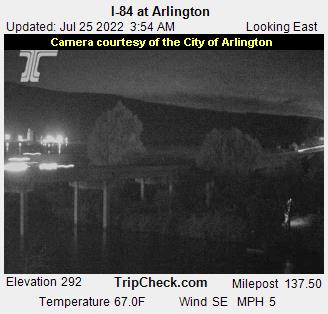 I-84 at Arlington
Updated: Jul 25 2022 3:54 AM Looking East
Camera courtesy of the City of Arlington
Elevation 292 TripCheck.com Milepost 137.50
Temperature 67.0F Wind SE MPH 5